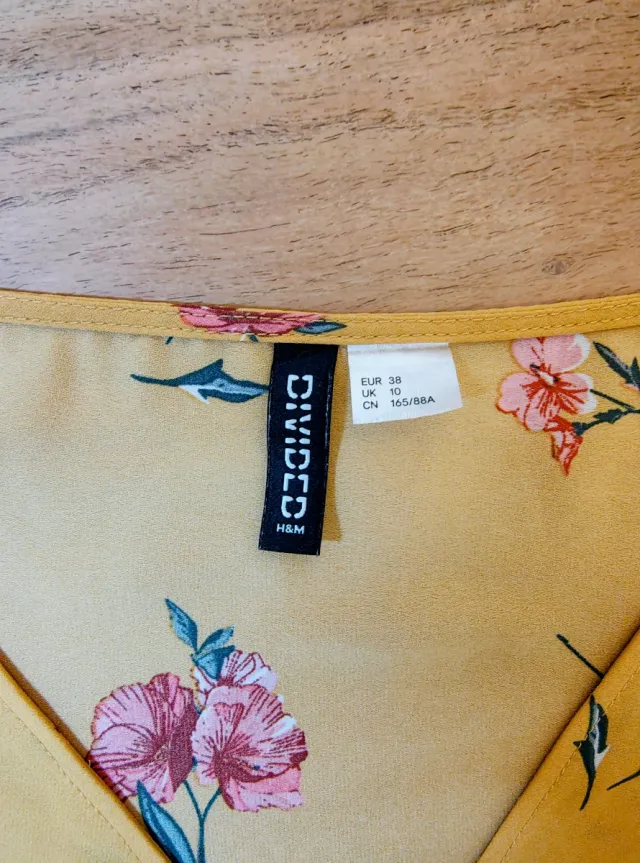 DIVIDED
H&M
EUR 38
UK 10
CN 165/88A